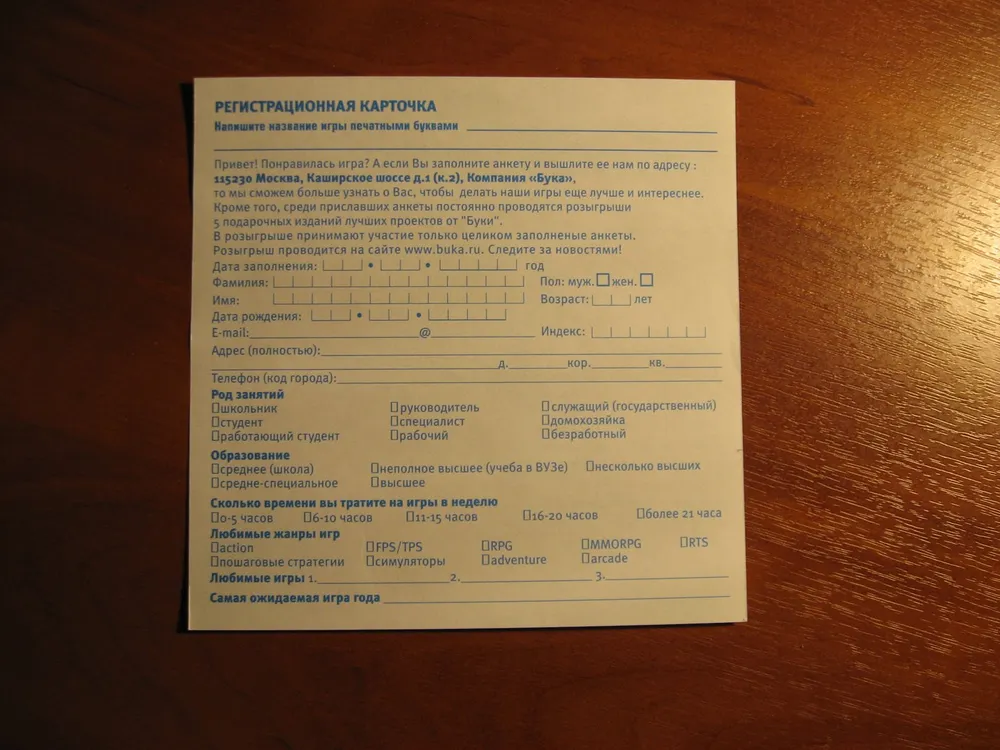 РЕГИСТРАЦИОННАЯ КАРТОЧКА
Напишите название игры печатными буквами
Привет! Понравилась игра? А если Вы заполните анкету и вышлите ее нам по адресу :
115230 Москва, Каширское шоссе д.1 (к.2), Компания «Бука»,
то мы сможем больше узнать о Вас, чтобы делать наши игры еще лучше и интереснее.
Кроме того, среди приславших анкеты постоянно проводятся розыгрыши
5 подарочных изданий лучших проектов от "Буки".
В розыгрыше принимают участие только целиком заполненые анкеты.
Розыгрыш проводится на сайте www.buka.ru. Следите за новостями!
Дата заполнения: год
Фамилия: Пол: муж. жен.
Имя: Возраст: лет
Дата рождения:
E-mail: @ Индекс:
Адрес (полностью):
д. кор. кв.
Телефон (код города):
Род занятий
школьник руководитель служащий (государственный)
студент специалист домохозяйка
работающий студент рабочий безработный
Образование
среднее (школа) неполное высшее (учеба в ВУЗе) несколько высших
средне-специальное высшее
Сколько времени вы тратите на игры в неделю
0-5 часов 6-10 часов 11-15 часов 16-20 часов более 21 часа
Любимые жанры игр
action FPS/TPS RPG MMORPG RTS
пошаговые стратегии симуляторы adventure arcade
Любимые игры 1. 2. 3.
Самая ожидаемая игра года